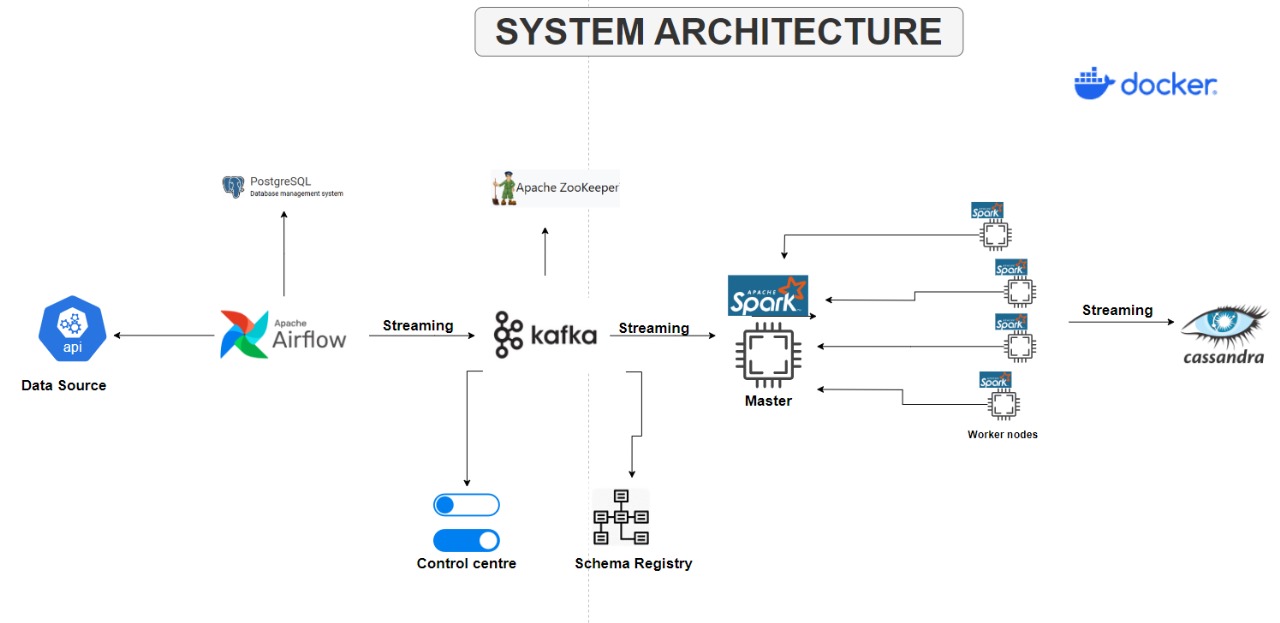 SYSTEM ARCHITECTURE
docker
PostgreSQL
Database management system
Apache ZooKeeper
APACHE
Spark
APACHE
Spark
Spark
Spark
Spark
api
Data Source
Apache
Airflow
Streaming
kafka
Streaming
Master
Worker nodes
Streaming
cassandra
Control centre
Schema Registry